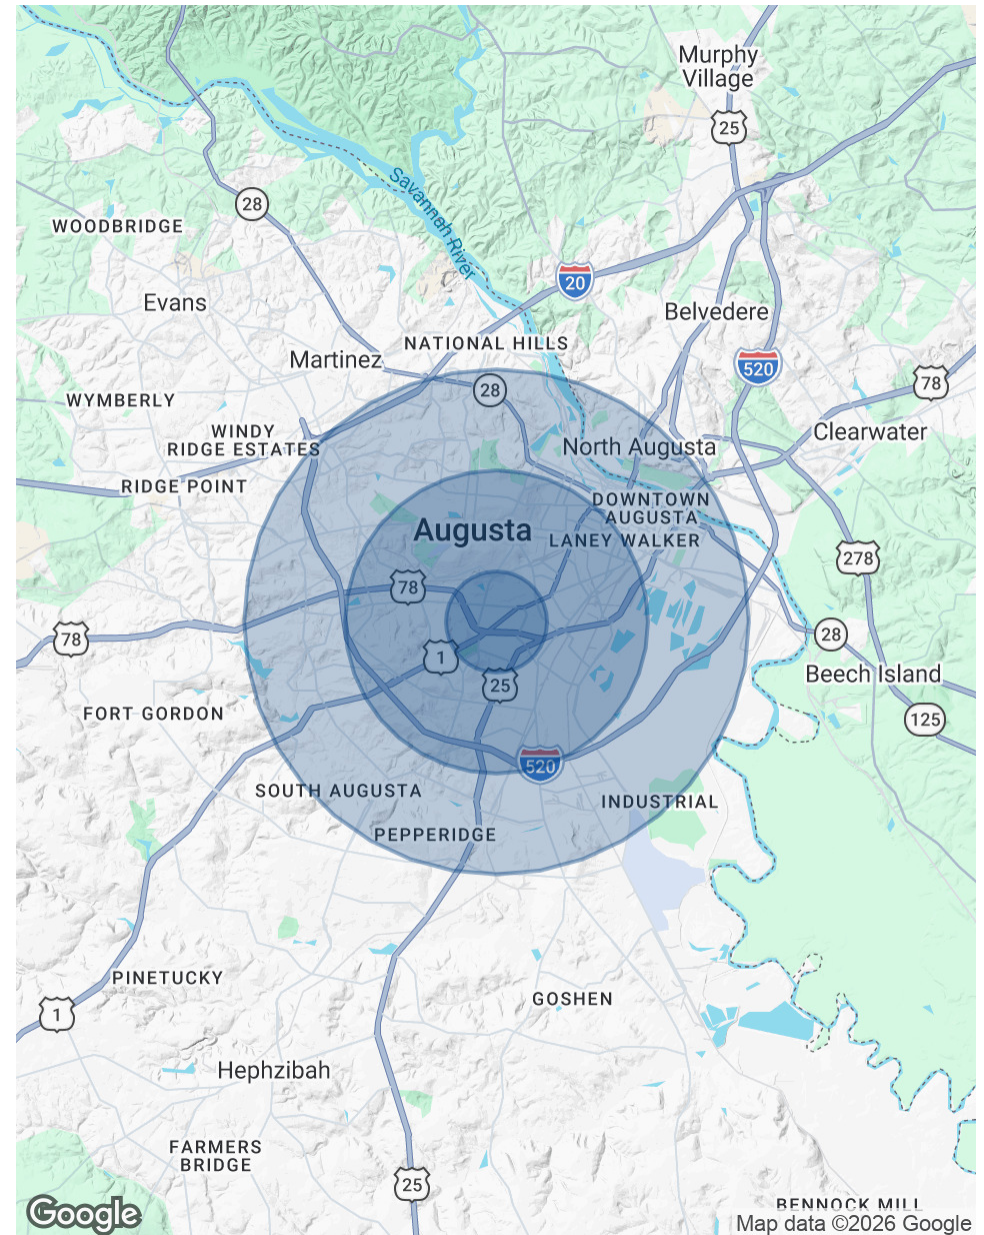 Murphy
Village
25
Savannah River
28
WOODBRIDGE
20
Evans
Belvedere
NATIONAL HILLS
Martinez
520
78
28
WYMBERLY
WINDY
RIDGE ESTATES
Clearwater
North Augusta
RIDGE POINT
DOWNTOWN
AUGUSTA
Augusta
LANEY WALKER
278
78
78
28
1
Beech Island
25
FORT GORDON
125
520
SOUTH AUGUSTA
INDUSTRIAL
PEPPERIDGE
PINETUCKY
GOSHEN
1
Hephzibah
FARMERS
BRIDGE
25
BENNOCK MILL
Google
Map data ©2026 Google